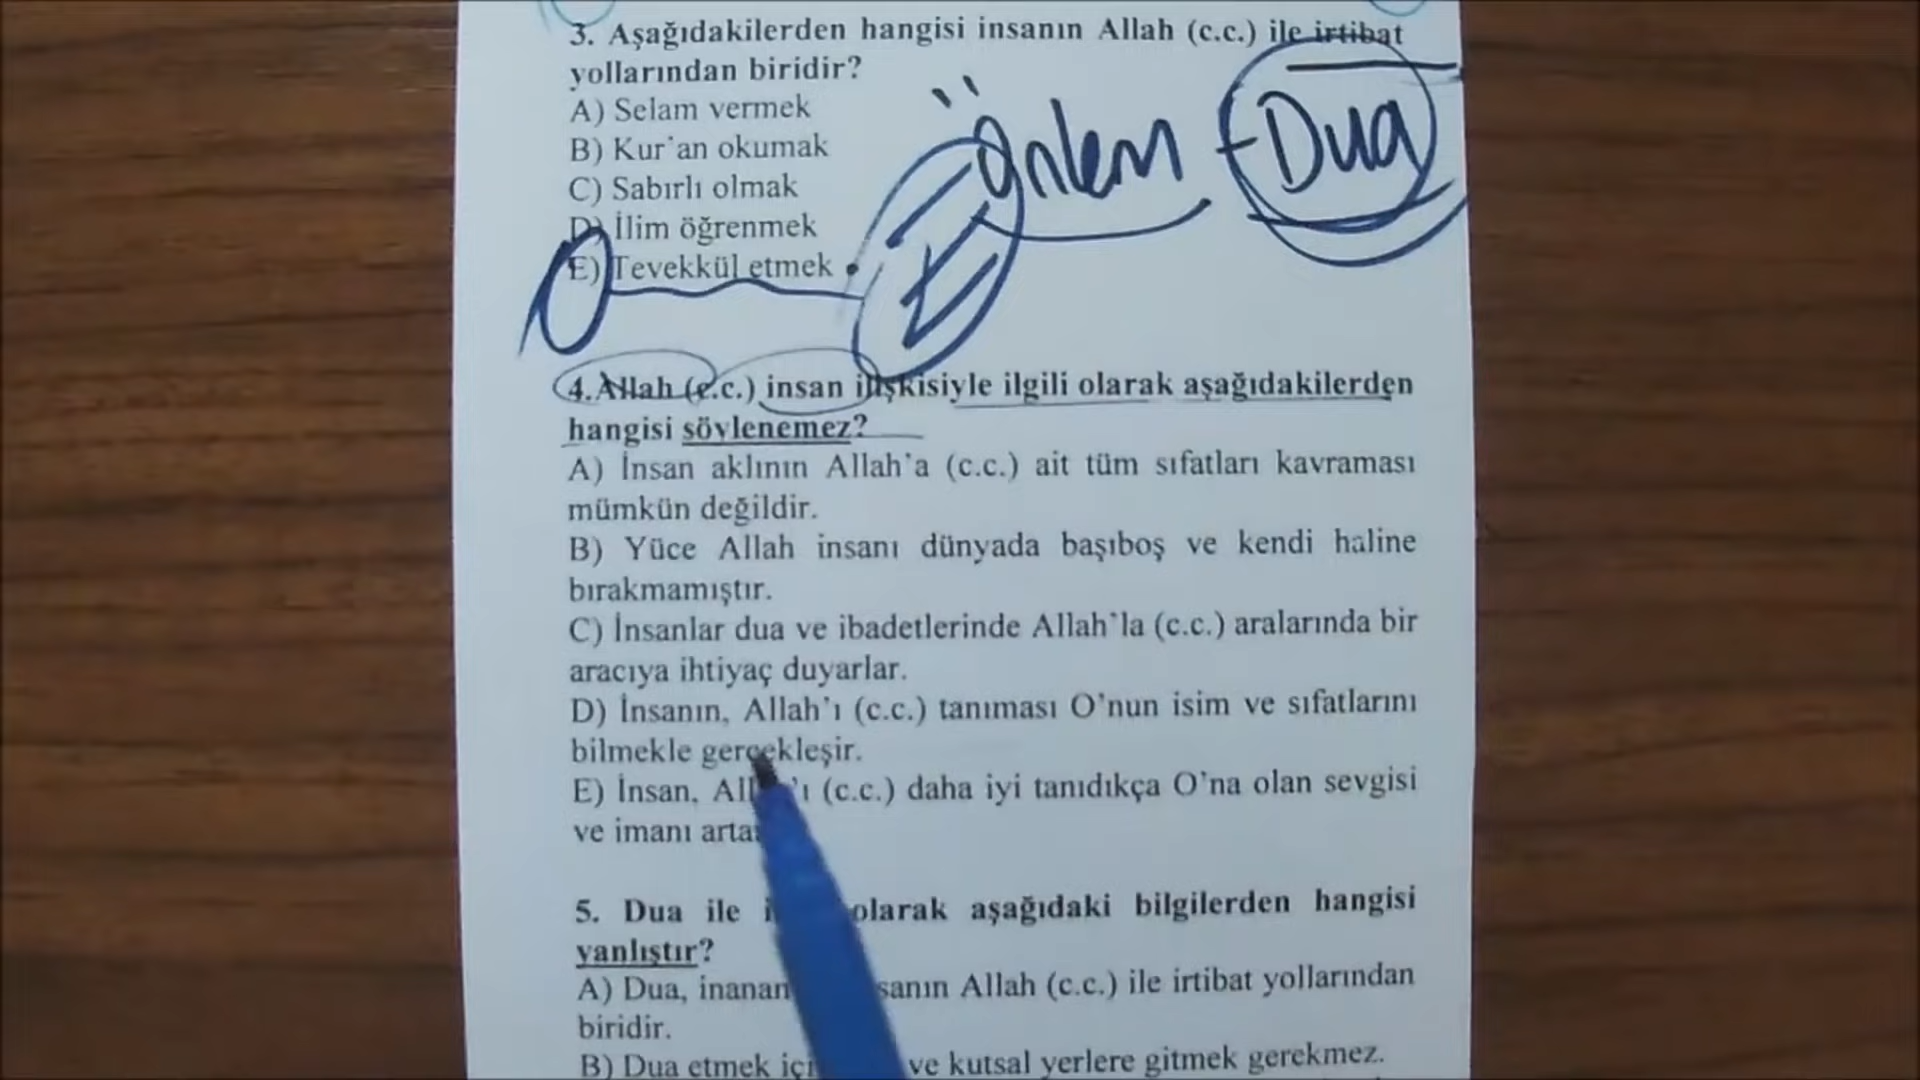 3. Aşağıdakilerden hangisi insanın Allah (c.c.) ile irtibat
yollarından biridir?
A) Selam vermek
B) Kur'an okumak
C) Sabırlı olmak
D) İlim öğrenmek
E) Tevekkül etmek
Önlem + Dua
E
4. Allah (c.c.) insan ilişkisiyle ilgili olarak aşağıdakilerden
hangisi söylenemez?
A) İnsan aklının Allah'a (c.c.) ait tüm sıfatları kavraması
mümkün değildir.
B) Yüce Allah insanı dünyada başıboş ve kendi haline
bırakmamıştır.
C) İnsanlar dua ve ibadetlerinde Allah'la (c.c.) aralarında bir
aracıya ihtiyaç duyarlar.
D) İnsanın, Allah'ı (c.c.) tanıması O'nun isim ve sıfatlarını
bilmekle gerçekleşir.
E) İnsan, Allah'ı (c.c.) daha iyi tanıdıkça O'na olan sevgisi
ve imanı artar
5. Dua ile olarak aşağıdaki bilgilerden hangisi
yanlıştır?
A) Dua, inanan Allah (c.c.) ile irtibat yollarından
biridir.
B) Dua etmek ve kutsal yerlere gitmek gerekmez.